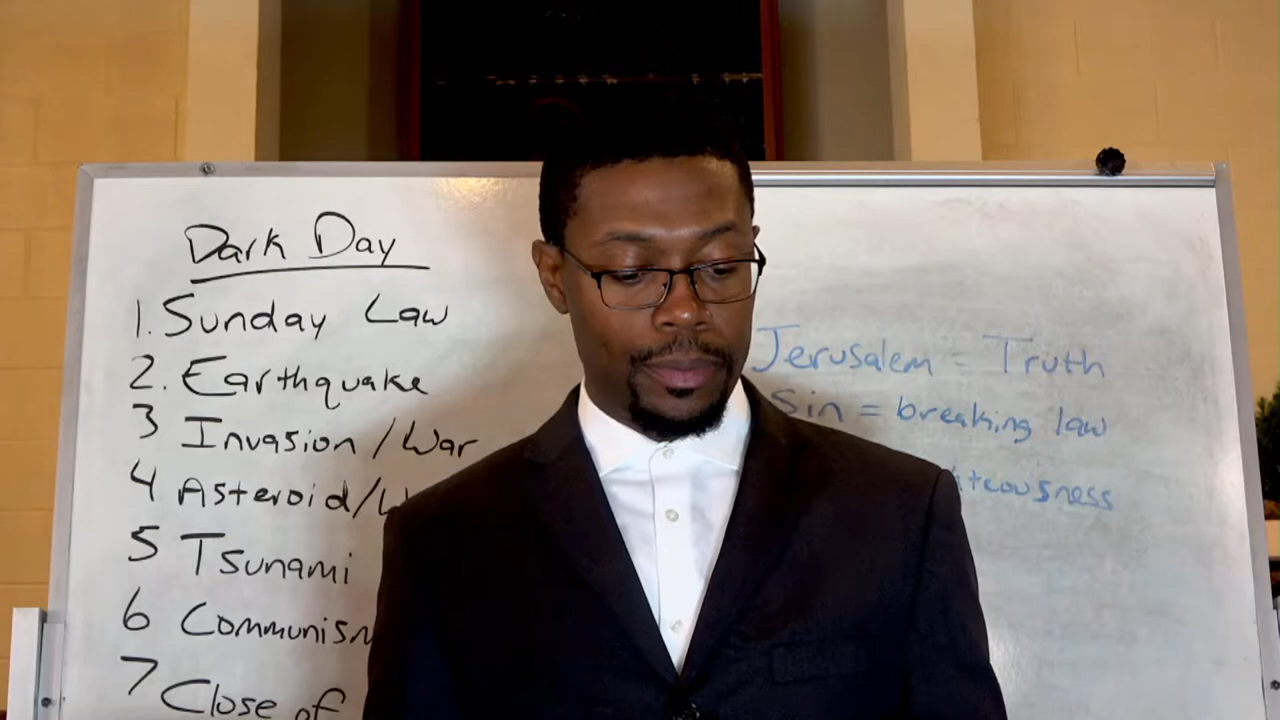 Dark Day
1. Sunday Law
2. Earthquake
3 Invasion / War
4 Asteroid/
5 Tsunami
6 Communism
7 Close of
Jerusalem = Truth
Sin = breaking law